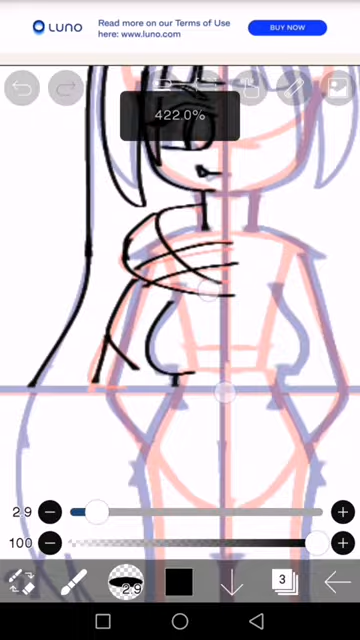 LUNO
Read more on our Terms of Use
here: www.luno.com
BUY NOW
422.0%
2.9
100
2.9
3